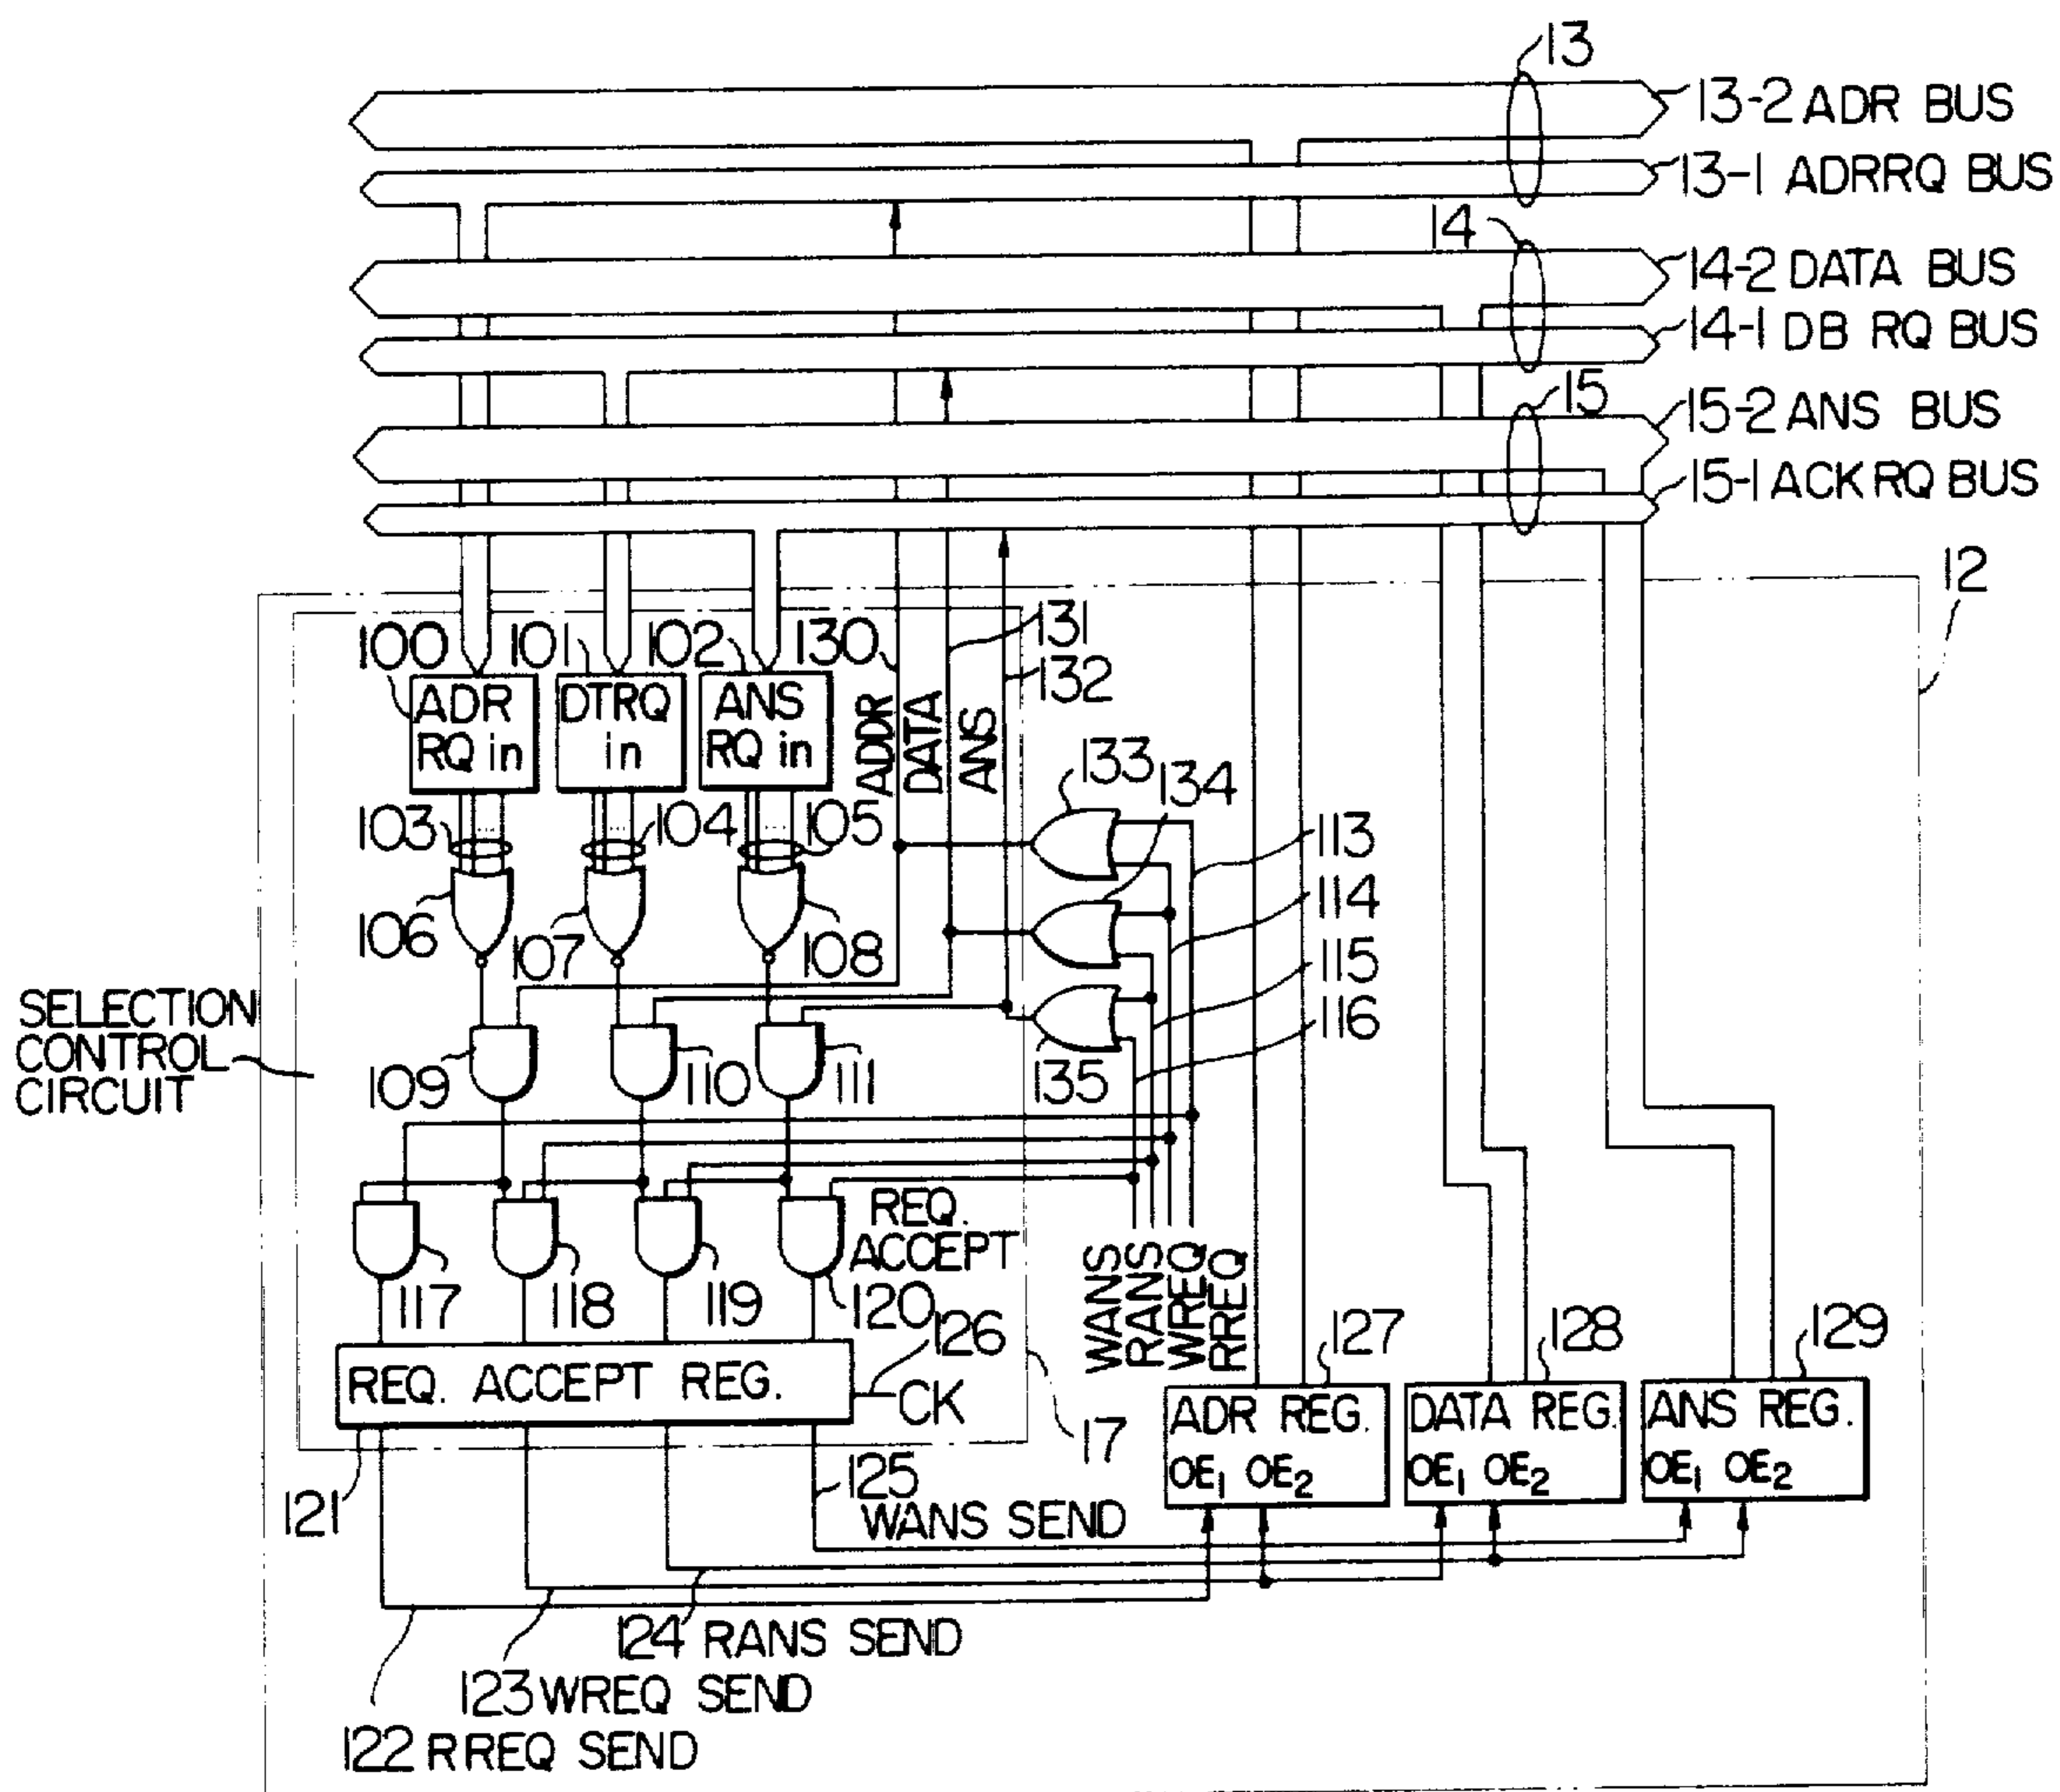 13
13-2 ADR BUS
13-1 ADRRQ BUS
14
14-2 DATA BUS
14-1 DB RQ BUS
15
15-2 ANS BUS
15-1 ACK RQ BUS
12
100 101 102 130 131
132
ADR RQ in
DTRQ in
ANS RQ in
ADDR
DATA
ANS
133
134
103 104 105
113
114
106 107 108
115
116
SELECTION
CONTROL
CIRCUIT
109 110 111 135
REQ.
ACCEPT
117 118 119 120
WANS
RANS
WREQ
RREQ
126
127 128 129
REQ. ACCEPT REG.
CK
17
ADR REG.
OE1 OE2
DATA REG.
OE1 OE2
ANS REG.
OE1 OE2
121
125
WANS SEND
124 RANS SEND
123 WREQ SEND
122 RREQ SEND